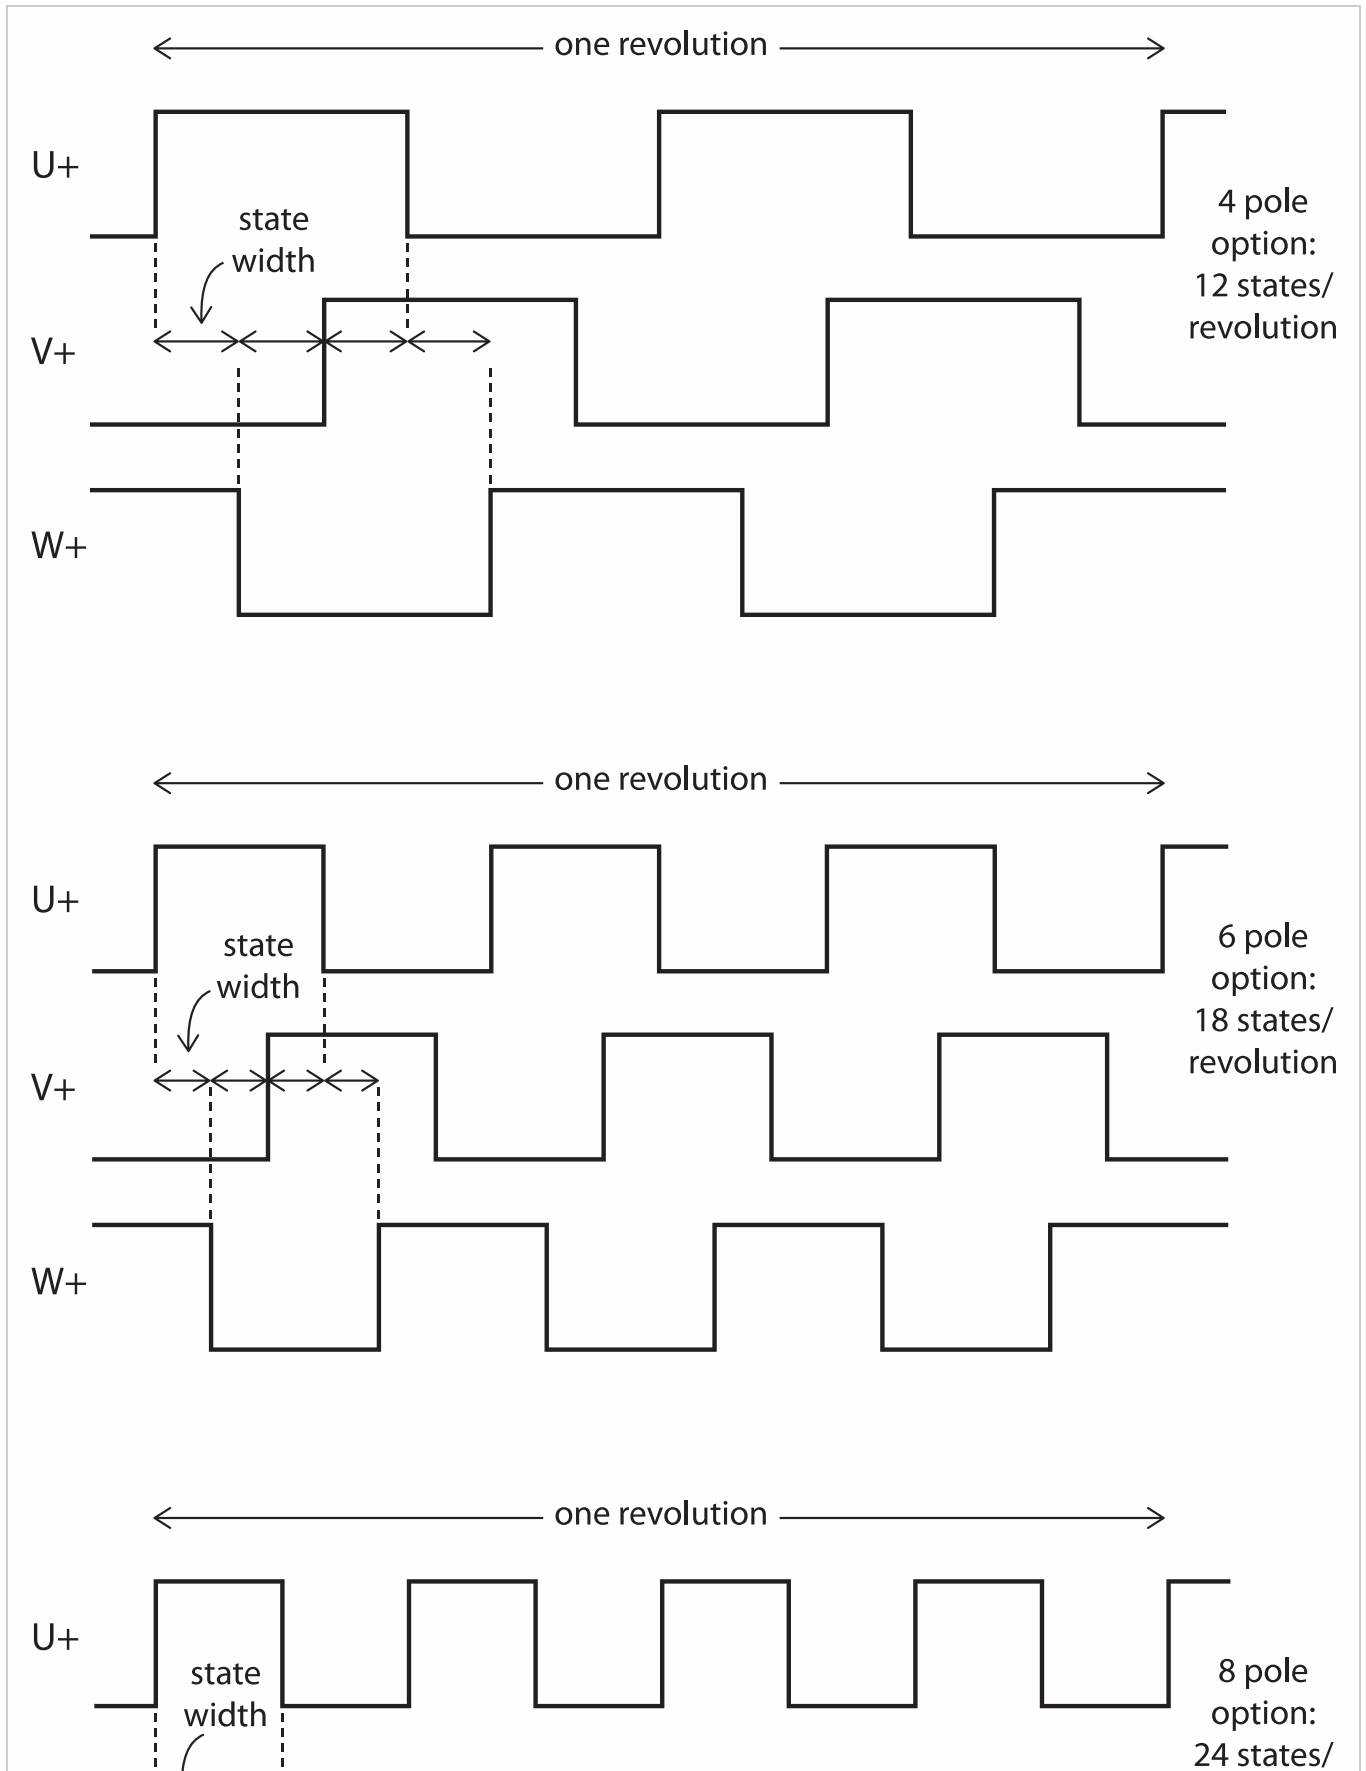 one revolution
U+
state
width
4 pole
option:
12 states/
revolution
V+
W+
one revolution
U+
state
width
6 pole
option:
18 states/
revolution
V+
W+
one revolution
U+
state
width
8 pole
option:
24 states/